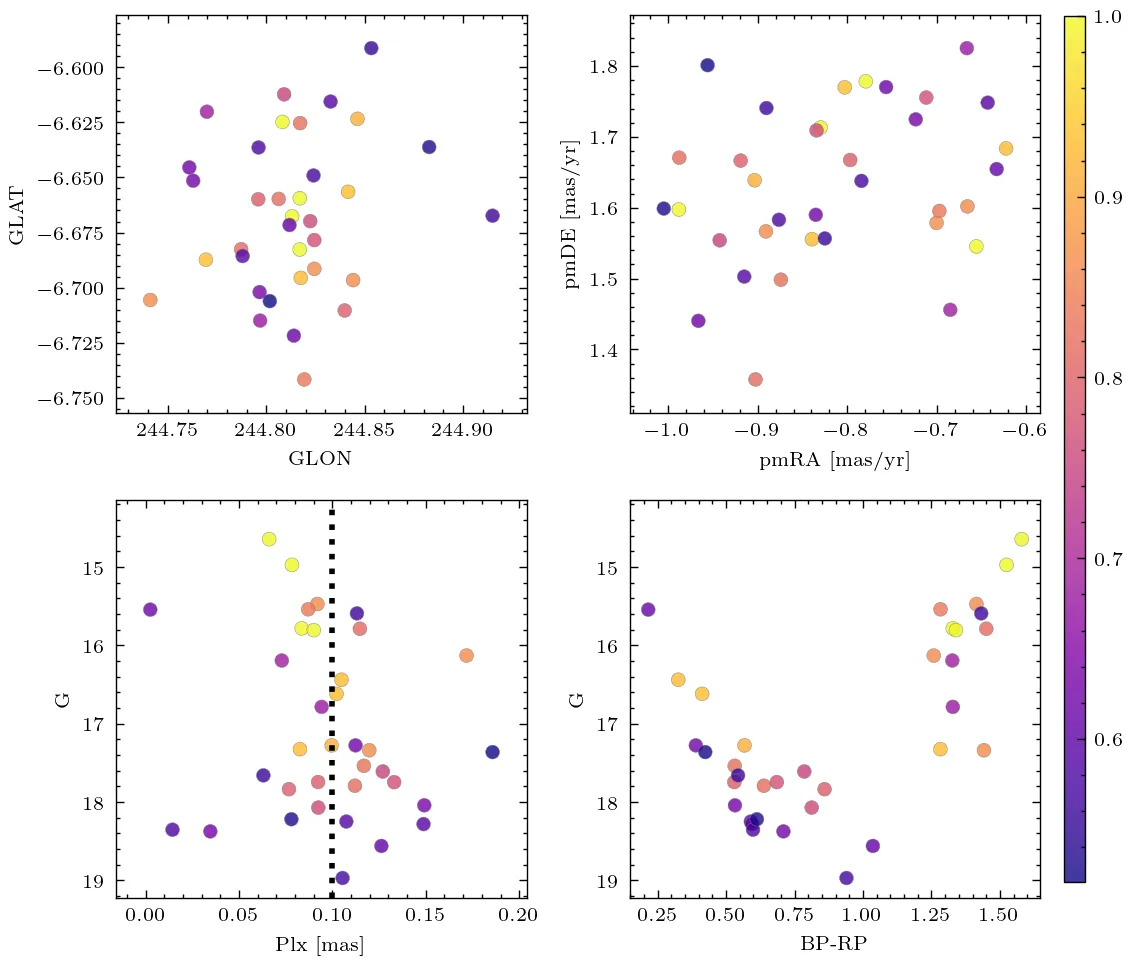 −6.600
−6.625
−6.650
−6.675
−6.700
−6.725
−6.750
GLAT
244.75 244.80 244.85 244.90
GLON
1.8
1.7
1.6
1.5
1.4
pmDE [mas/yr]
−1.0 −0.9 −0.8 −0.7 −0.6
pmRA [mas/yr]
15
16
17
18
19
G
0.00 0.05 0.10 0.15 0.20
Plx [mas]
15
16
17
18
19
G
0.25 0.50 0.75 1.00 1.25 1.50
BP-RP
1.0
0.9
0.8
0.7
0.6